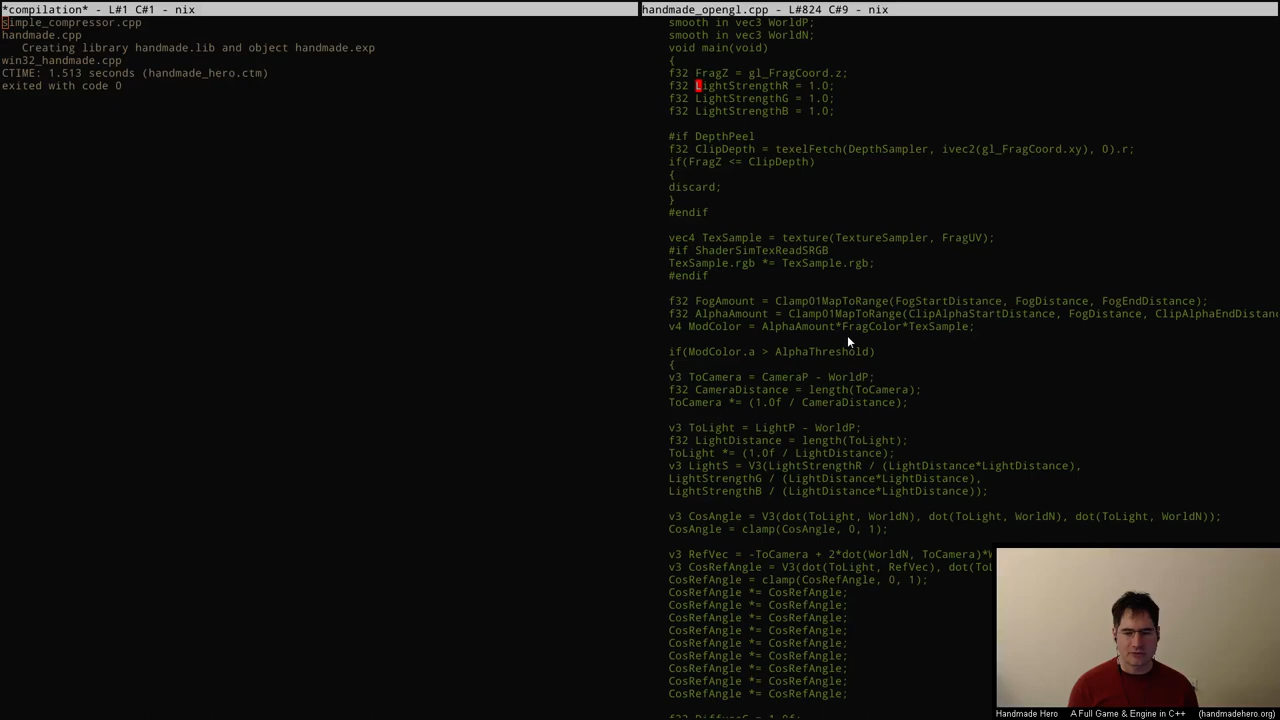 *compilation* - L#1 C#1 - nix
simple_compressor.cpp
handmade.cpp
Creating library handmade.lib and object handmade.exp
win32_handmade.cpp
CTIME: 1.513 seconds (handmade_hero.ctm)
exited with code 0
handmade_opengl.cpp - L#824 C#9 - nix
smooth in vec3 WorldP;
smooth in vec3 WorldN;
void main(void)
{
f32 FragZ = gl_FragCoord.z;
f32 LightStrengthR = 1.0;
f32 LightStrengthG = 1.0;
f32 LightStrengthB = 1.0;
#if DepthPeel
f32 ClipDepth = texelFetch(DepthSampler, ivec2(gl_FragCoord.xy), 0).r;
if(FragZ <= ClipDepth)
{
discard;
}
#endif
vec4 TexSample = texture(TextureSampler, FragUV);
#if ShaderSimTexReadSRGB
TexSample.rgb *= TexSample.rgb;
#endif
f32 FogAmount = Clamp01MapToRange(FogStartDistance, FogDistance, FogEndDistance);
f32 AlphaAmount = Clamp01MapToRange(ClipAlphaStartDistance, FogDistance, ClipAlphaEndDistanc
v4 ModColor = AlphaAmount*FragColor*TexSample;
if(ModColor.a > AlphaThreshold)
{
v3 ToCamera = CameraP - WorldP;
f32 CameraDistance = length(ToCamera);
ToCamera *= (1.0f / CameraDistance);
v3 ToLight = LightP - WorldP;
f32 LightDistance = length(ToLight);
ToLight *= (1.0f / LightDistance);
v3 LightS = V3(LightStrengthR / (LightDistance*LightDistance),
LightStrengthG / (LightDistance*LightDistance),
LightStrengthB / (LightDistance*LightDistance));
v3 CosAngle = V3(dot(ToLight, WorldN), dot(ToLight, WorldN), dot(ToLight, WorldN));
CosAngle = clamp(CosAngle, 0, 1);
v3 RefVec = -ToCamera + 2*dot(WorldN, ToCamera)*
v3 CosRefAngle = V3(dot(ToLight, RefVec), dot(ToL
CosRefAngle = clamp(CosRefAngle, 0, 1);
CosRefAngle *= CosRefAngle;
CosRefAngle *= CosRefAngle;
CosRefAngle *= CosRefAngle;
CosRefAngle *= CosRefAngle;
CosRefAngle *= CosRefAngle;
CosRefAngle *= CosRefAngle;
CosRefAngle *= CosRefAngle;
CosRefAngle *= CosRefAngle;
CosRefAngle *= CosRefAngle;
Handmade Hero A Full Game & Engine in C++ (handmadehero.org)